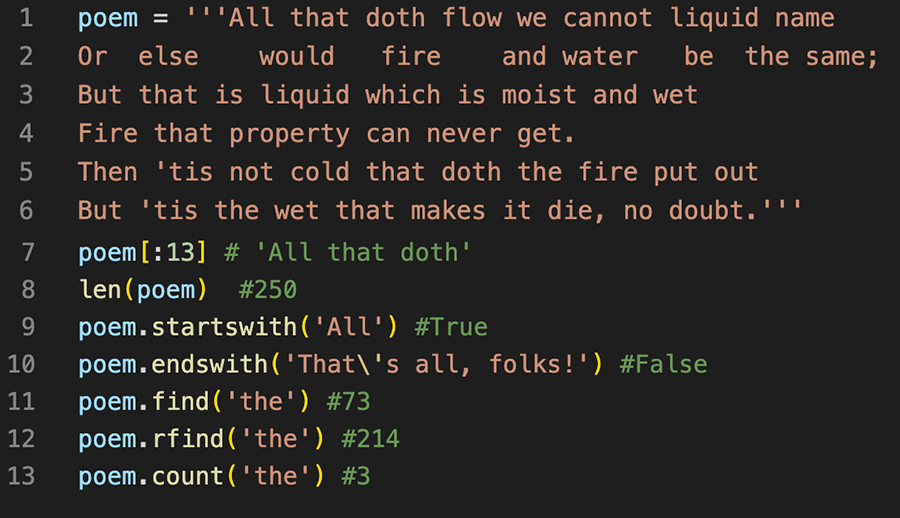 1 poem = '''All that doth flow we cannot liquid name
2 Or  else    would   fire    and water   be  the same;
3 But that is liquid which is moist and wet
4 Fire that property can never get.
5 Then 'tis not cold that doth the fire put out
6 But 'tis the wet that makes it die, no doubt.'''
7 poem[:13] # 'All that doth'
8 len(poem)  #250
9 poem.startswith('All') #True
10 poem.endswith('That\'s all, folks!') #False
11 poem.find('the') #73
12 poem.rfind('the') #214
13 poem.count('the') #3